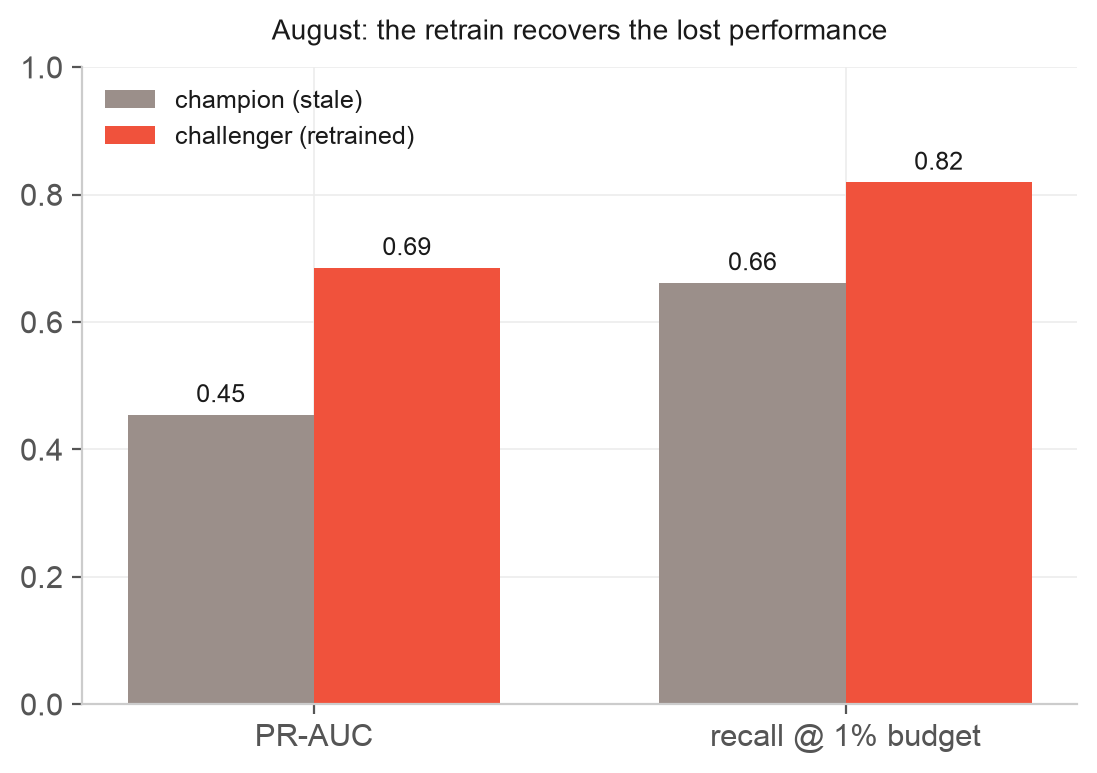 August: the retrain recovers the lost performance
champion (stale)
challenger (retrained)
1.0
0.8
0.6
0.4
0.2
0.0
0.45
0.69
0.66
0.82
PR-AUC
recall @ 1% budget